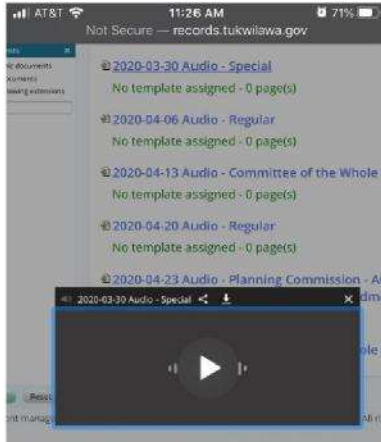 AT&T 11:26 AM 71%
Not Secure — records.tukwilawa.gov
documents
2020-03-30 Audio - Special
No template assigned - 0 page(s)
2020-04-06 Audio - Regular
No template assigned - 0 page(s)
2020-04-13 Audio - Committee of the Whole
No template assigned - 0 page(s)
2020-04-20 Audio - Regular
No template assigned - 0 page(s)
2020-04-23 Audio - Planning Commission - A
2020-03-30 Audio - Special
Reset